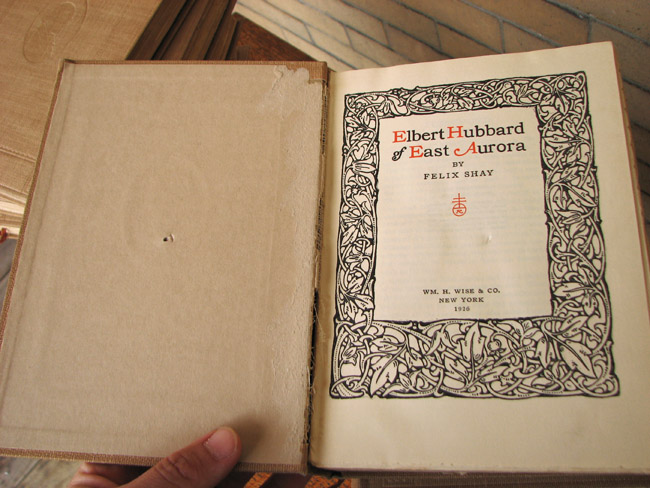 Elbert Hubbard
of East Aurora
BY
FELIX SHAY
WM. H. WISE & CO.
NEW YORK
1926